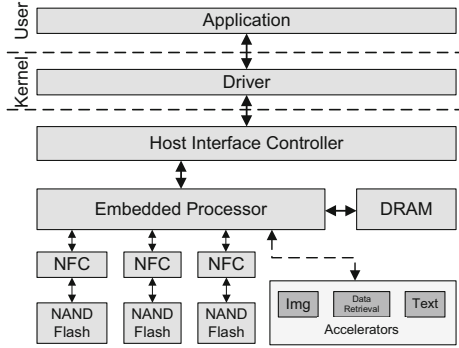 User
Application
Kernel
Driver
Host Interface Controller
Embedded Processor
DRAM
NFC
NFC
NFC
NAND
Flash
NAND
Flash
NAND
Flash
Img
Data
Retrieval
Text
Accelerators